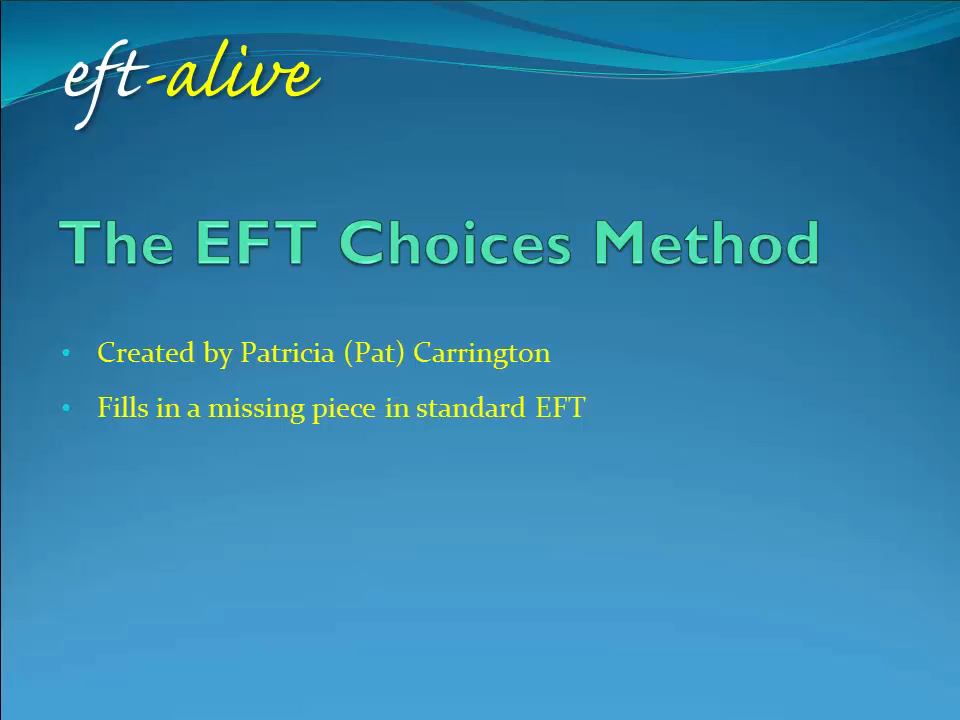 eft-alive
The EFT Choices Method
• Created by Patricia (Pat) Carrington
• Fills in a missing piece in standard EFT